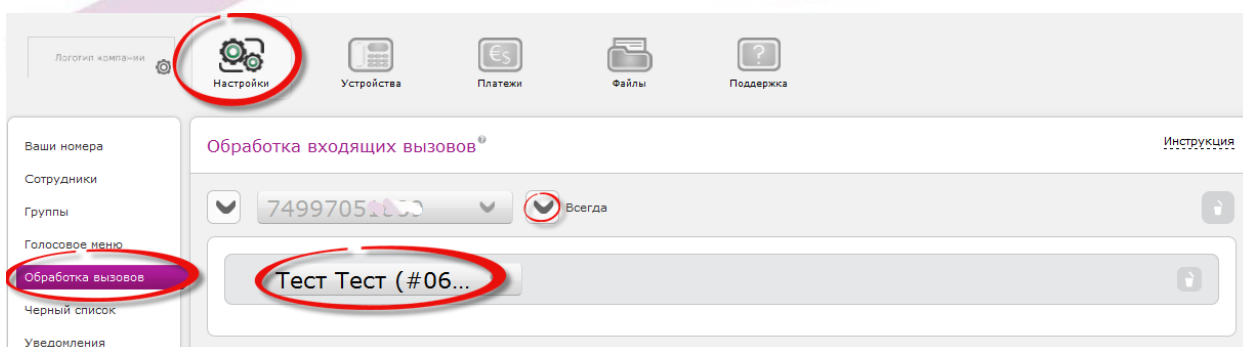 Логотип компании
Настройки
Устройства
Платежи
Файлы
Поддержка
Ваши номера
Сотрудники
Группы
Голосовое меню
Обработка вызовов
Черный список
Уведомления
Обработка входящих вызовов
Инструкция
Всегда
Тест Тест (#06...